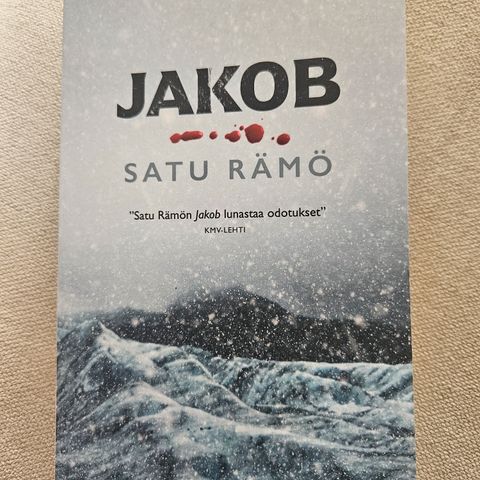 JAKOB
SATU RÄMÖ
"Satu Rämön Jakob lunastaa odotukset"
KMV-LEHTI